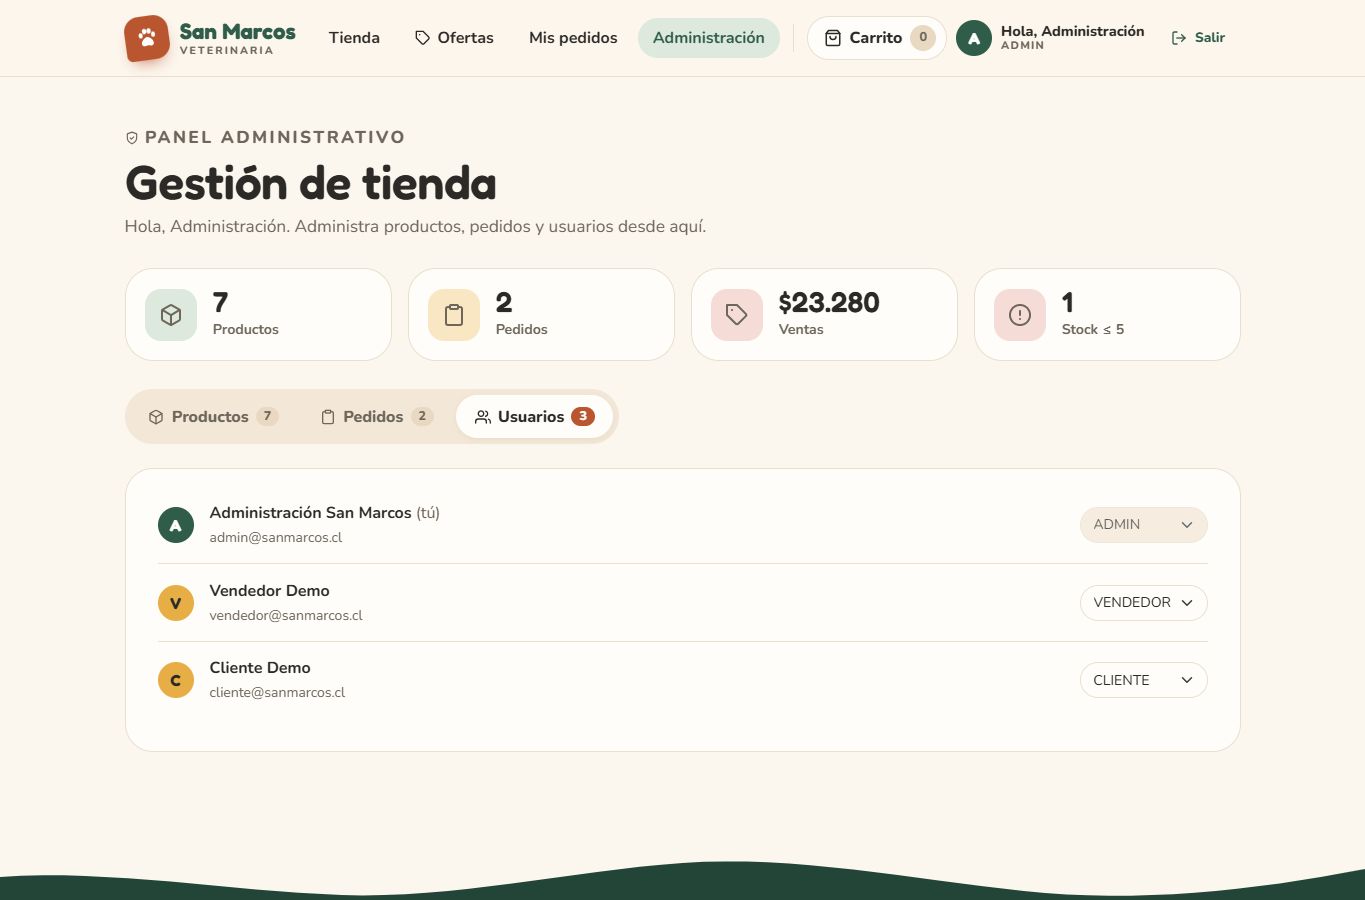 San Marcos
VETERINARIA
Tienda
Ofertas
Mis pedidos
Administración
Carrito 0
A
Hola, Administración
ADMIN
Salir
PANEL ADMINISTRATIVO
Gestión de tienda
Hola, Administración. Administra productos, pedidos y usuarios desde aquí.
7
Productos
2
Pedidos
$23.280
Ventas
1
Stock ≤ 5
Productos 7
Pedidos 2
Usuarios 3
A
Administración San Marcos (tú)
admin@sanmarcos.cl
ADMIN
V
Vendedor Demo
vendedor@sanmarcos.cl
VENDEDOR
C
Cliente Demo
cliente@sanmarcos.cl
CLIENTE